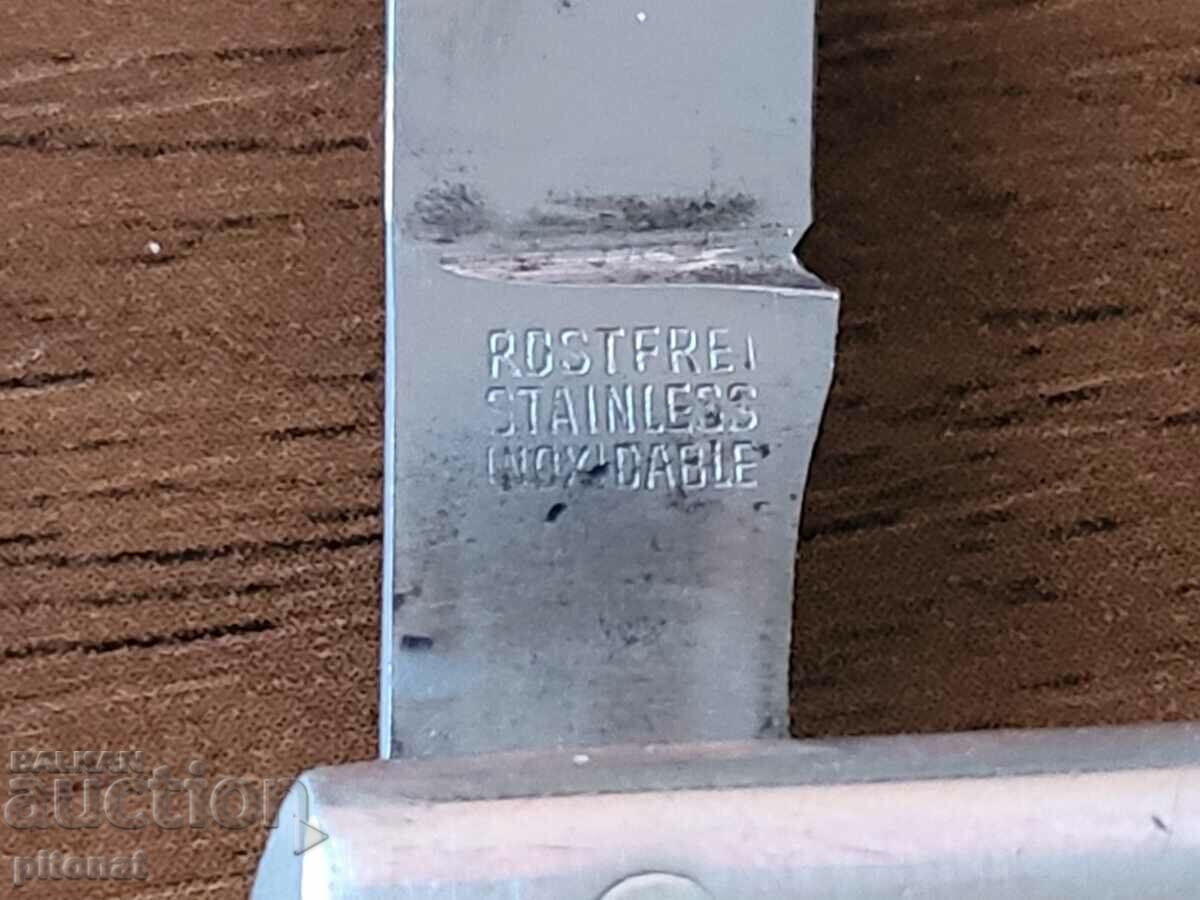 ROSTFREI
STAINLESS
INOXIDABLE
BALKAN
auction
pitonat